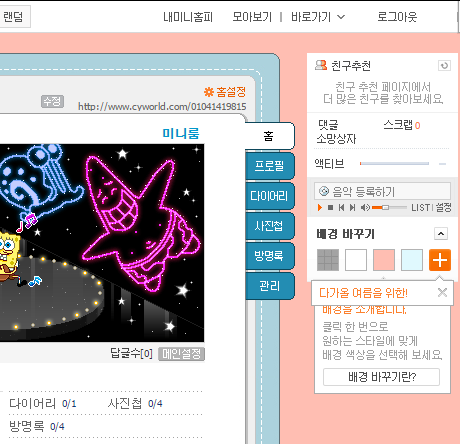 랜덤
내미니홈피 모아보기 | 바로가기 로그아웃
홈설정
수정
http://www.cyworld.com/01041419815
미니룸
홈
프로필
다이어리
사진첩
방명록
관리
답글수[0] 메인설정
다이어리 0/1 사진첩 0/4
방명록 0/4
친구추천
친구 추천 페이지에서
더 많은 친구를 찾아보세요.
댓글 스크랩 0
소망상자
액티브
음악 등록하기
LIST 설정
배경 바꾸기
다가올 여름을 위한!
배경을 소개합니다.
클릭 한 번으로
원하는 스타일에 맞게
배경 색상을 선택해 보세요.
배경 바꾸기란?